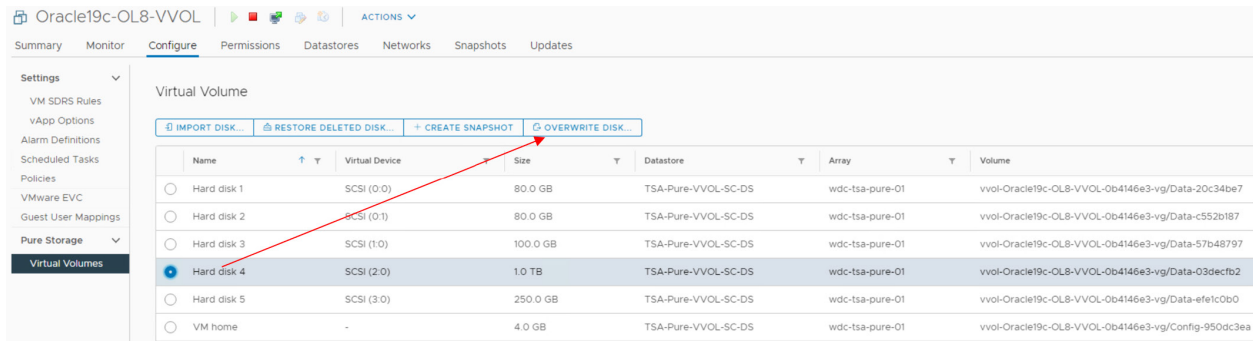 Oracle19c-OL8-VVOL ACTIONS
Summary Monitor Configure Permissions Datastores Networks Snapshots Updates
Settings
VM SDRS Rules
vApp Options
Alarm Definitions
Scheduled Tasks
Policies
VMware EVC
Guest User Mappings
Pure Storage
Virtual Volumes
Virtual Volume
IMPORT DISK... RESTORE DELETED DISK... + CREATE SNAPSHOT OVERWRITE DISK...
Name Virtual Device Size Datastore Array Volume
Hard disk 1 SCSI (0:0) 80.0 GB TSA-Pure-VVOL-SC-DS wdc-tsa-pure-01 vvol-Oracle19c-OL8-VVOL-0b4146e3-vg/Data-20c34be7
Hard disk 2 SCSI (0:1) 80.0 GB TSA-Pure-VVOL-SC-DS wdc-tsa-pure-01 vvol-Oracle19c-OL8-VVOL-0b4146e3-vg/Data-c552b187
Hard disk 3 SCSI (1:0) 100.0 GB TSA-Pure-VVOL-SC-DS wdc-tsa-pure-01 vvol-Oracle19c-OL8-VVOL-0b4146e3-vg/Data-57b48797
Hard disk 4 SCSI (2:0) 1.0 TB TSA-Pure-VVOL-SC-DS wdc-tsa-pure-01 vvol-Oracle19c-OL8-VVOL-0b4146e3-vg/Data-03decfb2
Hard disk 5 SCSI (3:0) 250.0 GB TSA-Pure-VVOL-SC-DS wdc-tsa-pure-01 vvol-Oracle19c-OL8-VVOL-0b4146e3-vg/Data-efe1c0b0
VM home - 4.0 GB TSA-Pure-VVOL-SC-DS wdc-tsa-pure-01 vvol-Oracle19c-OL8-VVOL-0b4146e3-vg/Config-950dc3ea